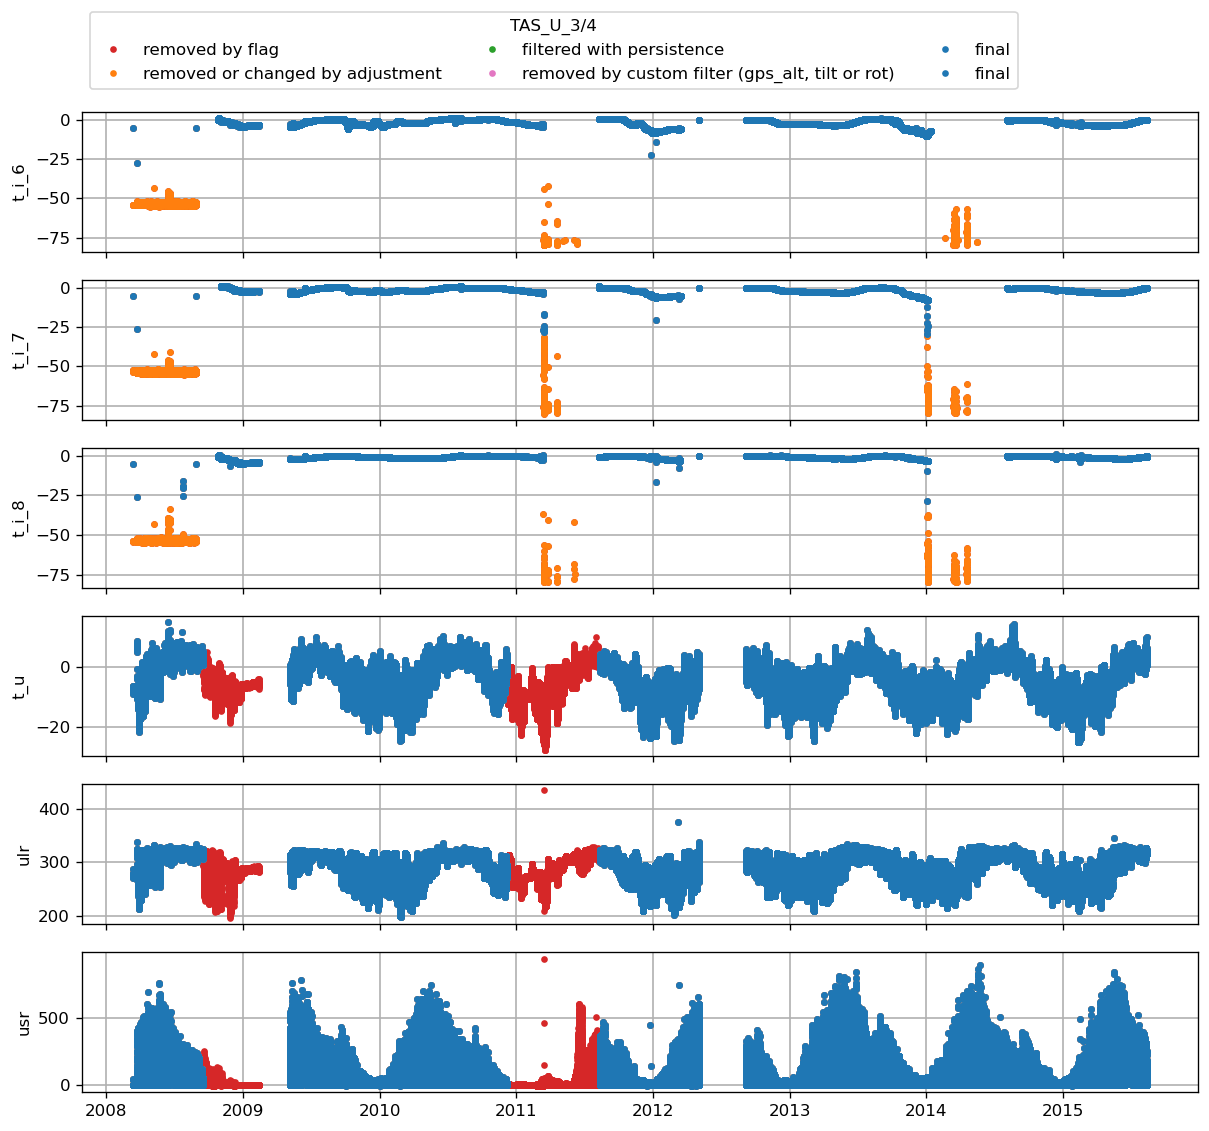 TAS_U_3/4
removed by flag
filtered with persistence
final
removed or changed by adjustment
removed by custom filter (gps_alt, tilt or rot)
final
0
−25
−50
−75
t_i_6
0
−25
−50
−75
t_i_7
0
−25
−50
−75
t_i_8
0
−20
t_u
400
300
200
ulr
500
0
usr
2008 2009 2010 2011 2012 2013 2014 2015